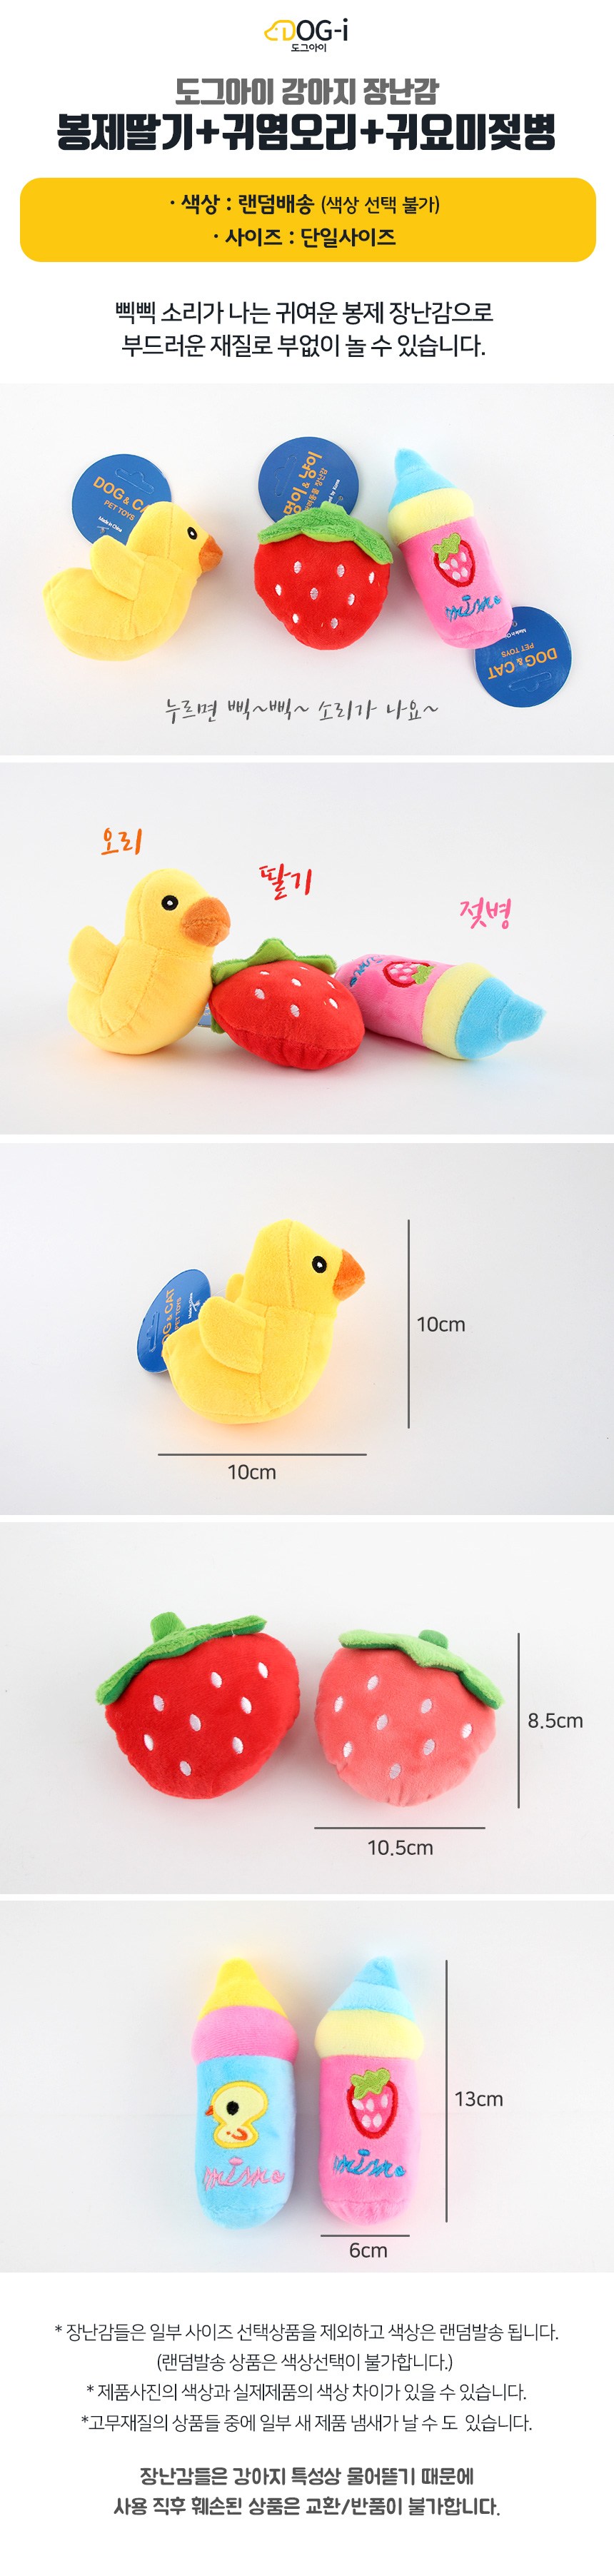 DOG-i
도그아이
도그아이 강아지 장난감
봉제딸기+귀염오리+귀요미젖병
· 색상 : 랜덤배송 (색상 선택 불가)
· 사이즈 : 단일사이즈
삑삑 소리가 나는 귀여운 봉제 장난감으로
부드러운 재질로 부없이 놀 수 있습니다.
DOG & CA
PET TOYS
Made in China
멍이 & 냥이
mimo
DOG & CAT
PET TOYS
누르면 삑~삑~ 소리가 나요~
오리
딸기
젖병
OG & CAT
PET TOYS
10cm
10cm
8.5cm
10.5cm
mimo
mimo
13cm
6cm
* 장난감들은 일부 사이즈 선택상품을 제외하고 색상은 랜덤발송 됩니다.
(랜덤발송 상품은 색상선택이 불가합니다.)
* 제품사진의 색상과 실제제품의 색상 차이가 있을 수 있습니다.
*고무재질의 상품들 중에 일부 새 제품 냄새가 날 수 도 있습니다.
장난감들은 강아지 특성상 물어뜯기 때문에
사용 직후 훼손된 상품은 교환/반품이 불가합니다.